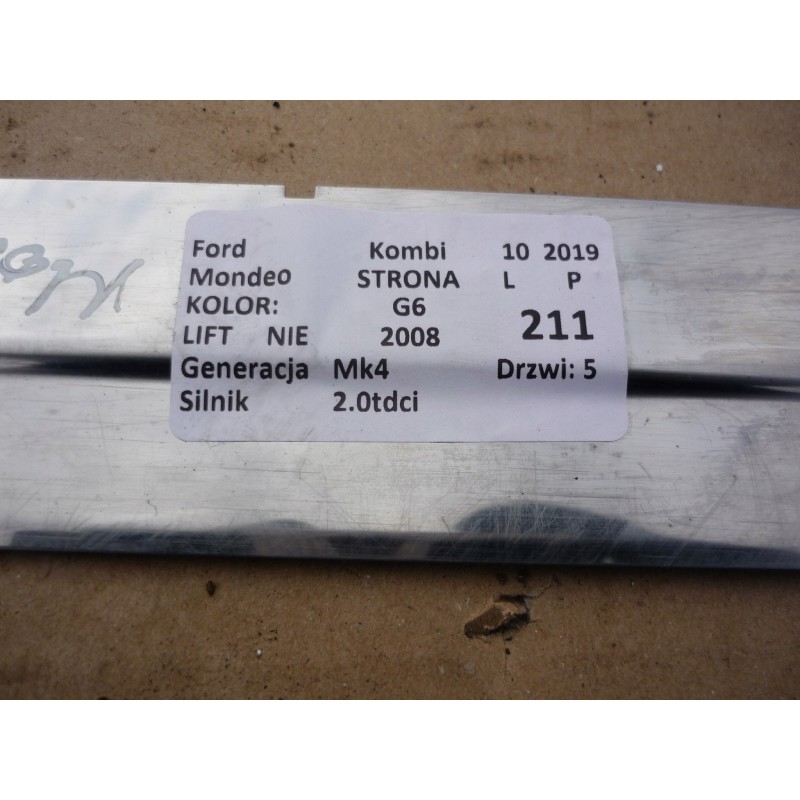 Ford Kombi 10 2019
Mondeo STRONA L P
KOLOR: G6
LIFT NIE 2008 211
Generacja Mk4 Drzwi: 5
Silnik 2.0tdci